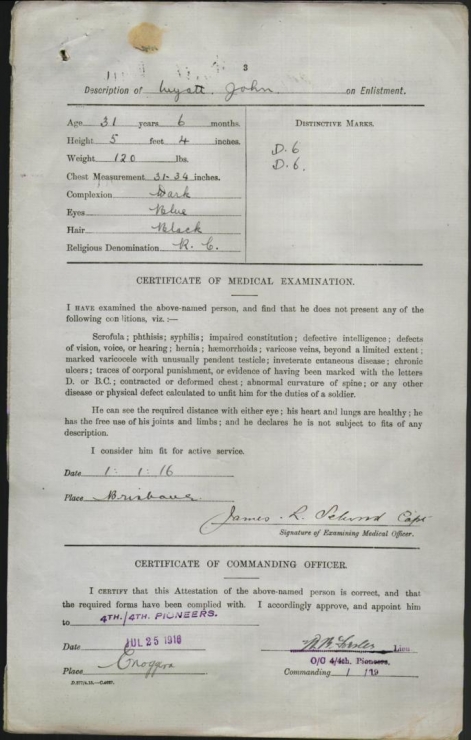 3
Description of Wyatt. John. on Enlistment.
Age 31 years 6 months.
Height 5 feet 4 inches.
Weight 120 lbs.
Chest Measurement 31-34 inches.
Complexion Dark
Eyes Blue
Hair Black
Religious Denomination R. C.
DISTINCTIVE MARKS.
D. 6
D. 6.
CERTIFICATE OF MEDICAL EXAMINATION.
I HAVE examined the above-named person, and find that he does not present any of the
following conditions, viz. :—
Scrofula ; phthisis ; syphilis ; impaired constitution ; defective intelligence ; defects
of vision, voice, or hearing ; hernia ; hæmorrhoids ; varicose veins, beyond a limited extent ;
marked varicocele with unusually pendent testicle ; inveterate cutaneous disease ; chronic
ulcers ; traces of corporal punishment, or evidence of having been marked with the letters
D. or B.C. ; contracted or deformed chest ; abnormal curvature of spine ; or any other
disease or physical defect calculated to unfit him for the duties of a soldier.
He can see the required distance with either eye ; his heart and lungs are healthy ; he
has the free use of his joints and limbs ; and he declares he is not subject to fits of any
description.
I consider him fit for active service.
Date 1 : 1 : 16
Place Brisbane
James Capt
Signature of Examining Medical Officer.
CERTIFICATE OF COMMANDING OFFICER.
I CERTIFY that this Attestation of the above-named person is correct, and that
the required forms have been complied with. I accordingly approve, and appoint him
to 4TH./4TH. PIONEERS.
Date JUL 25 1916
Lieu
O/C 4/4th. Pioneers.
Place Enoggera
Commanding